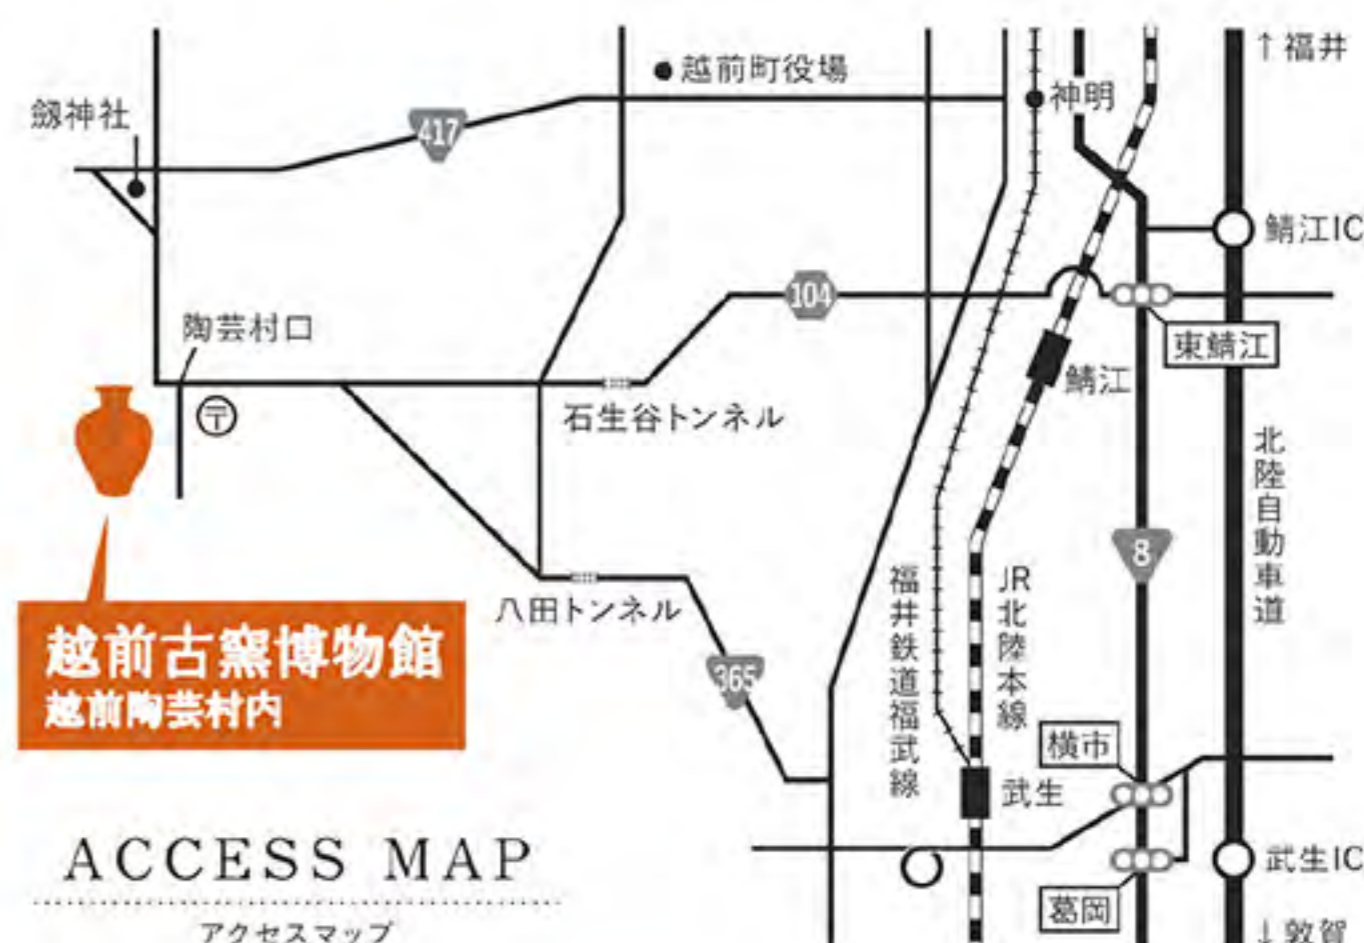 ↑福井
越前町役場
神明
劔神社
417
鯖江IC
104
陶芸村口
東鯖江
鯖江
〒
石生谷トンネル
北陸自動車道
8
福井鉄道福武線
JR北陸本線
八田トンネル
越前古窯博物館
越前陶芸村内
365
横市
武生
ACCESS MAP
武生IC
葛岡
アクセスマップ
↓敦賀